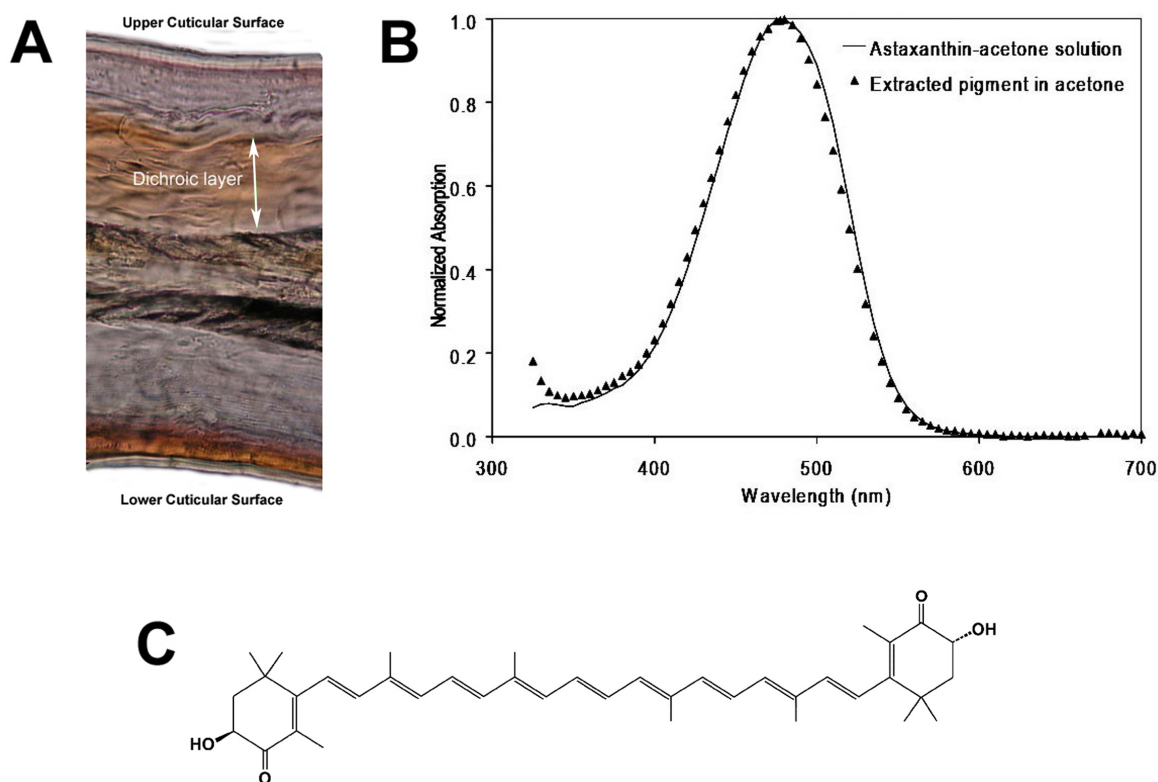 A
Upper Cuticular Surface
Dichroic layer
Lower Cuticular Surface
B
Normalized Absorption
1.0
0.8
0.6
0.4
0.2
0.0
300 400 500 600 700
Wavelength (nm)
Astaxanthin-acetone solution
Extracted pigment in acetone
C
O
OH
HO
O